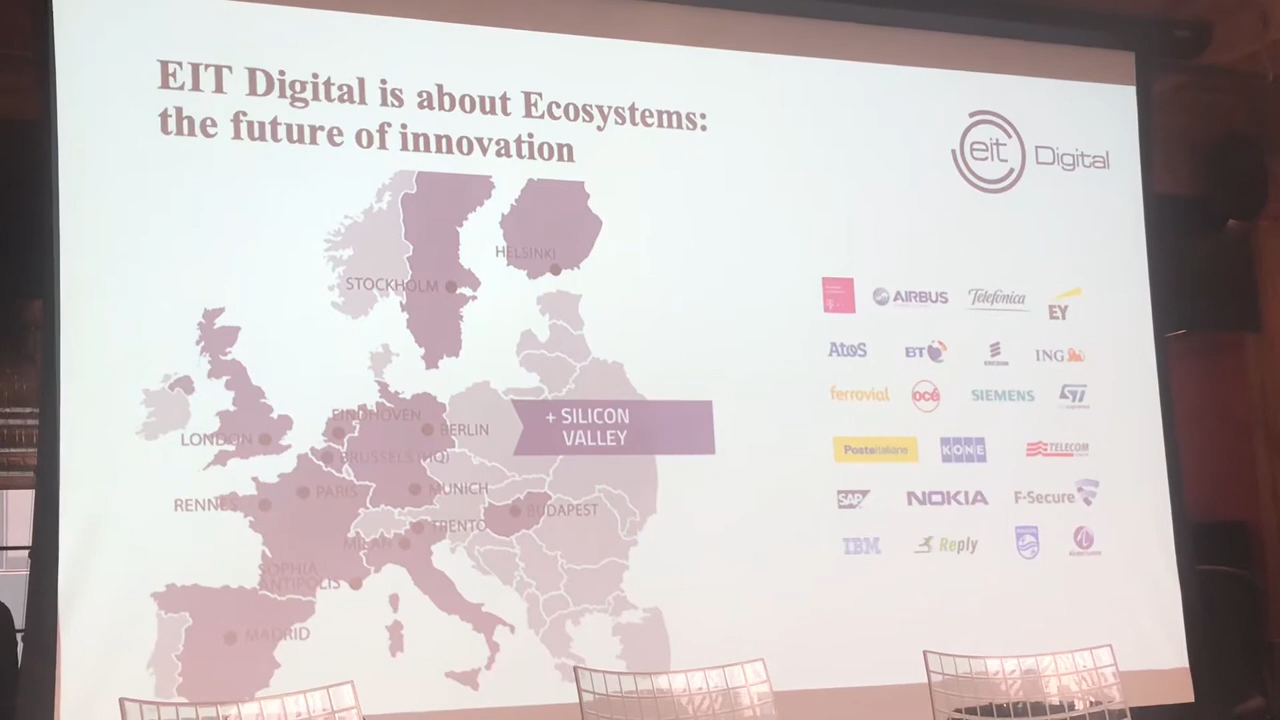 EIT Digital is about Ecosystems:
the future of innovation
eit Digital
HELSINKI
STOCKHOLM
EINDHOVEN
BERLIN
LONDON
BRUSSELS (HQ)
+ SILICON
VALLEY
PARIS
MUNICH
RENNES
BUDAPEST
TRENTO
MILAN
SOPHIA
ANTIPOLIS
MADRID
AIRBUS
Telefónica
EY
Atos
BT
ERICSSON
ING
ferrovial
océ
SIEMENS
ST
Posteitaliane
KONE
TELECOM
SAP
NOKIA
F-Secure
IBM
Reply